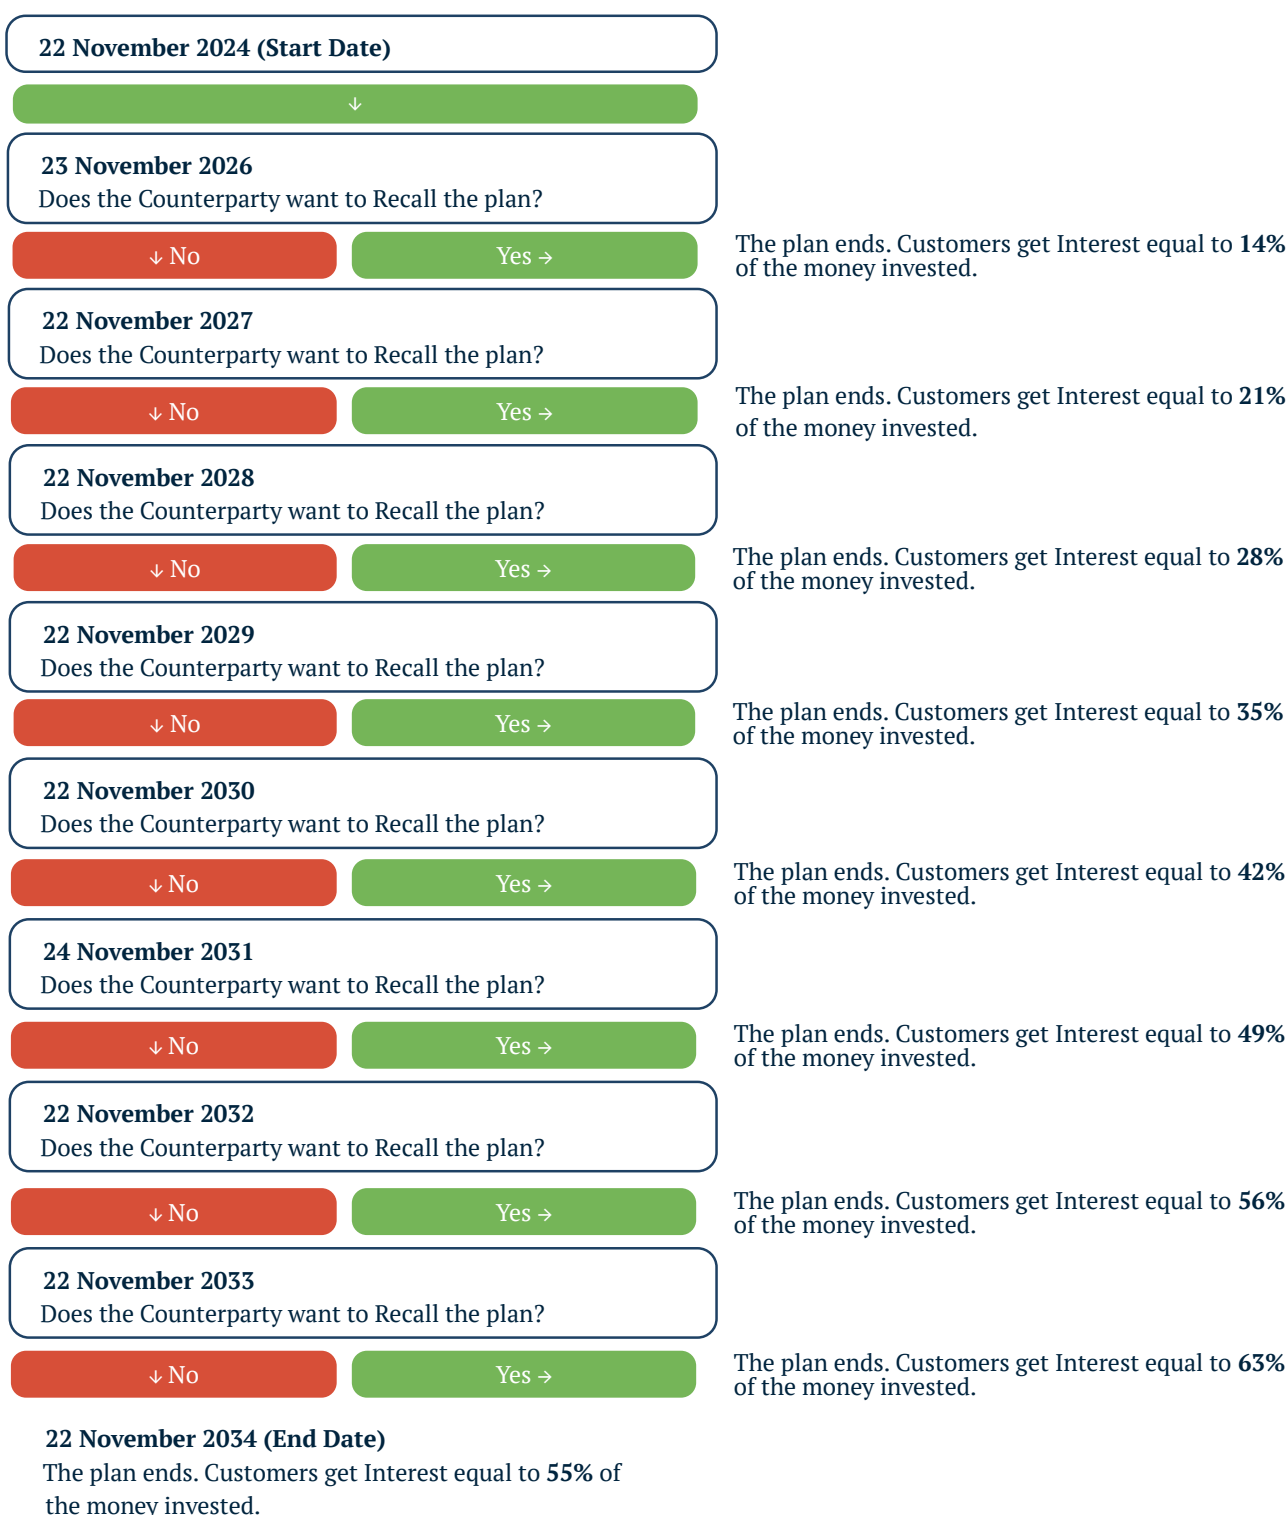 22 November 2024 (Start Date)
↓
23 November 2026
Does the Counterparty want to Recall the plan?
↓ No
Yes →
The plan ends. Customers get Interest equal to 14%
of the money invested.
22 November 2027
Does the Counterparty want to Recall the plan?
↓ No
Yes →
The plan ends. Customers get Interest equal to 21%
of the money invested.
22 November 2028
Does the Counterparty want to Recall the plan?
↓ No
Yes →
The plan ends. Customers get Interest equal to 28%
of the money invested.
22 November 2029
Does the Counterparty want to Recall the plan?
↓ No
Yes →
The plan ends. Customers get Interest equal to 35%
of the money invested.
22 November 2030
Does the Counterparty want to Recall the plan?
↓ No
Yes →
The plan ends. Customers get Interest equal to 42%
of the money invested.
24 November 2031
Does the Counterparty want to Recall the plan?
↓ No
Yes →
The plan ends. Customers get Interest equal to 49%
of the money invested.
22 November 2032
Does the Counterparty want to Recall the plan?
↓ No
Yes →
The plan ends. Customers get Interest equal to 56%
of the money invested.
22 November 2033
Does the Counterparty want to Recall the plan?
↓ No
Yes →
The plan ends. Customers get Interest equal to 63%
of the money invested.
22 November 2034 (End Date)
The plan ends. Customers get Interest equal to 55% of
the money invested.